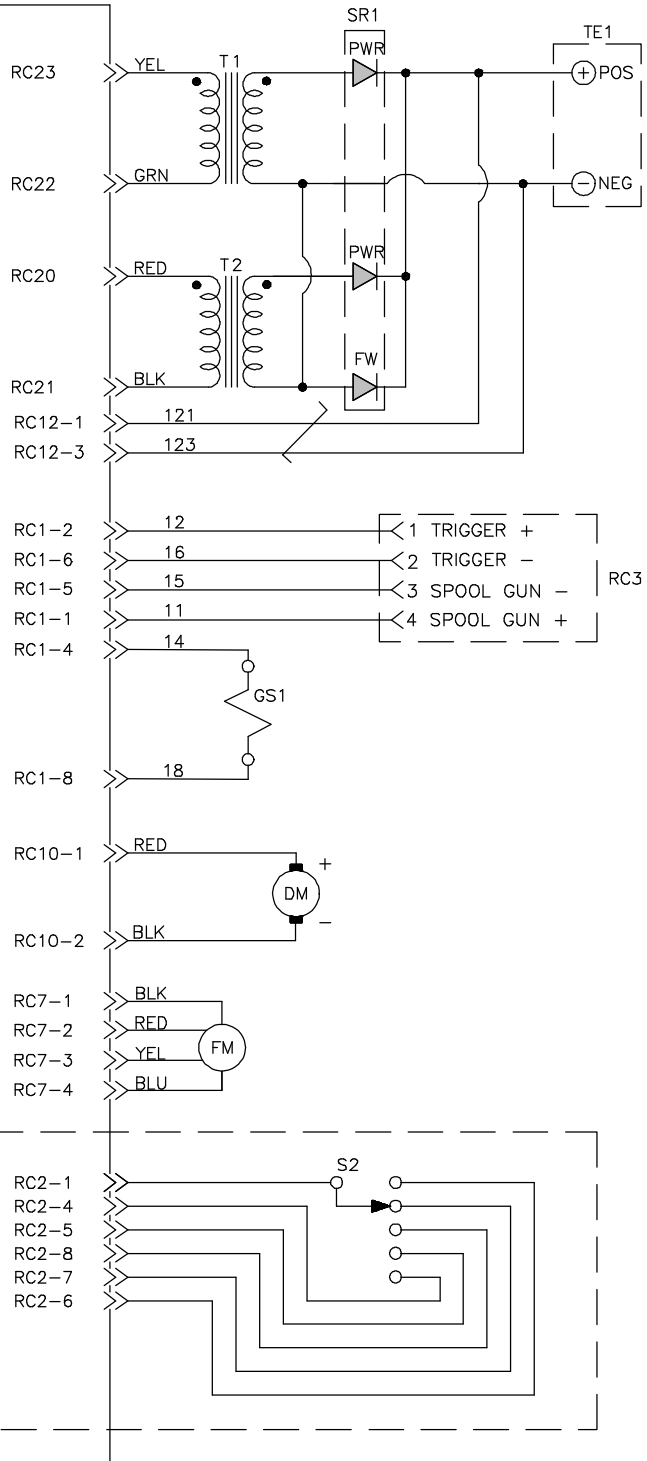 SR1
TE1
RC23 YEL T1 PWR + POS
RC22 GRN − NEG
RC20 RED T2 PWR
RC21 BLK FW
RC12-1 121
RC12-3 123
RC1-2 12 1 TRIGGER +
RC1-6 16 2 TRIGGER −
RC3
RC1-5 15 3 SPOOL GUN −
RC1-1 11 4 SPOOL GUN +
RC1-4 14
GS1
RC1-8 18
RC10-1 RED +
DM
RC10-2 BLK −
RC7-1 BLK
RC7-2 RED
FM
RC7-3 YEL
RC7-4 BLU
S2
RC2-1
RC2-4
RC2-5
RC2-8
RC2-7
RC2-6